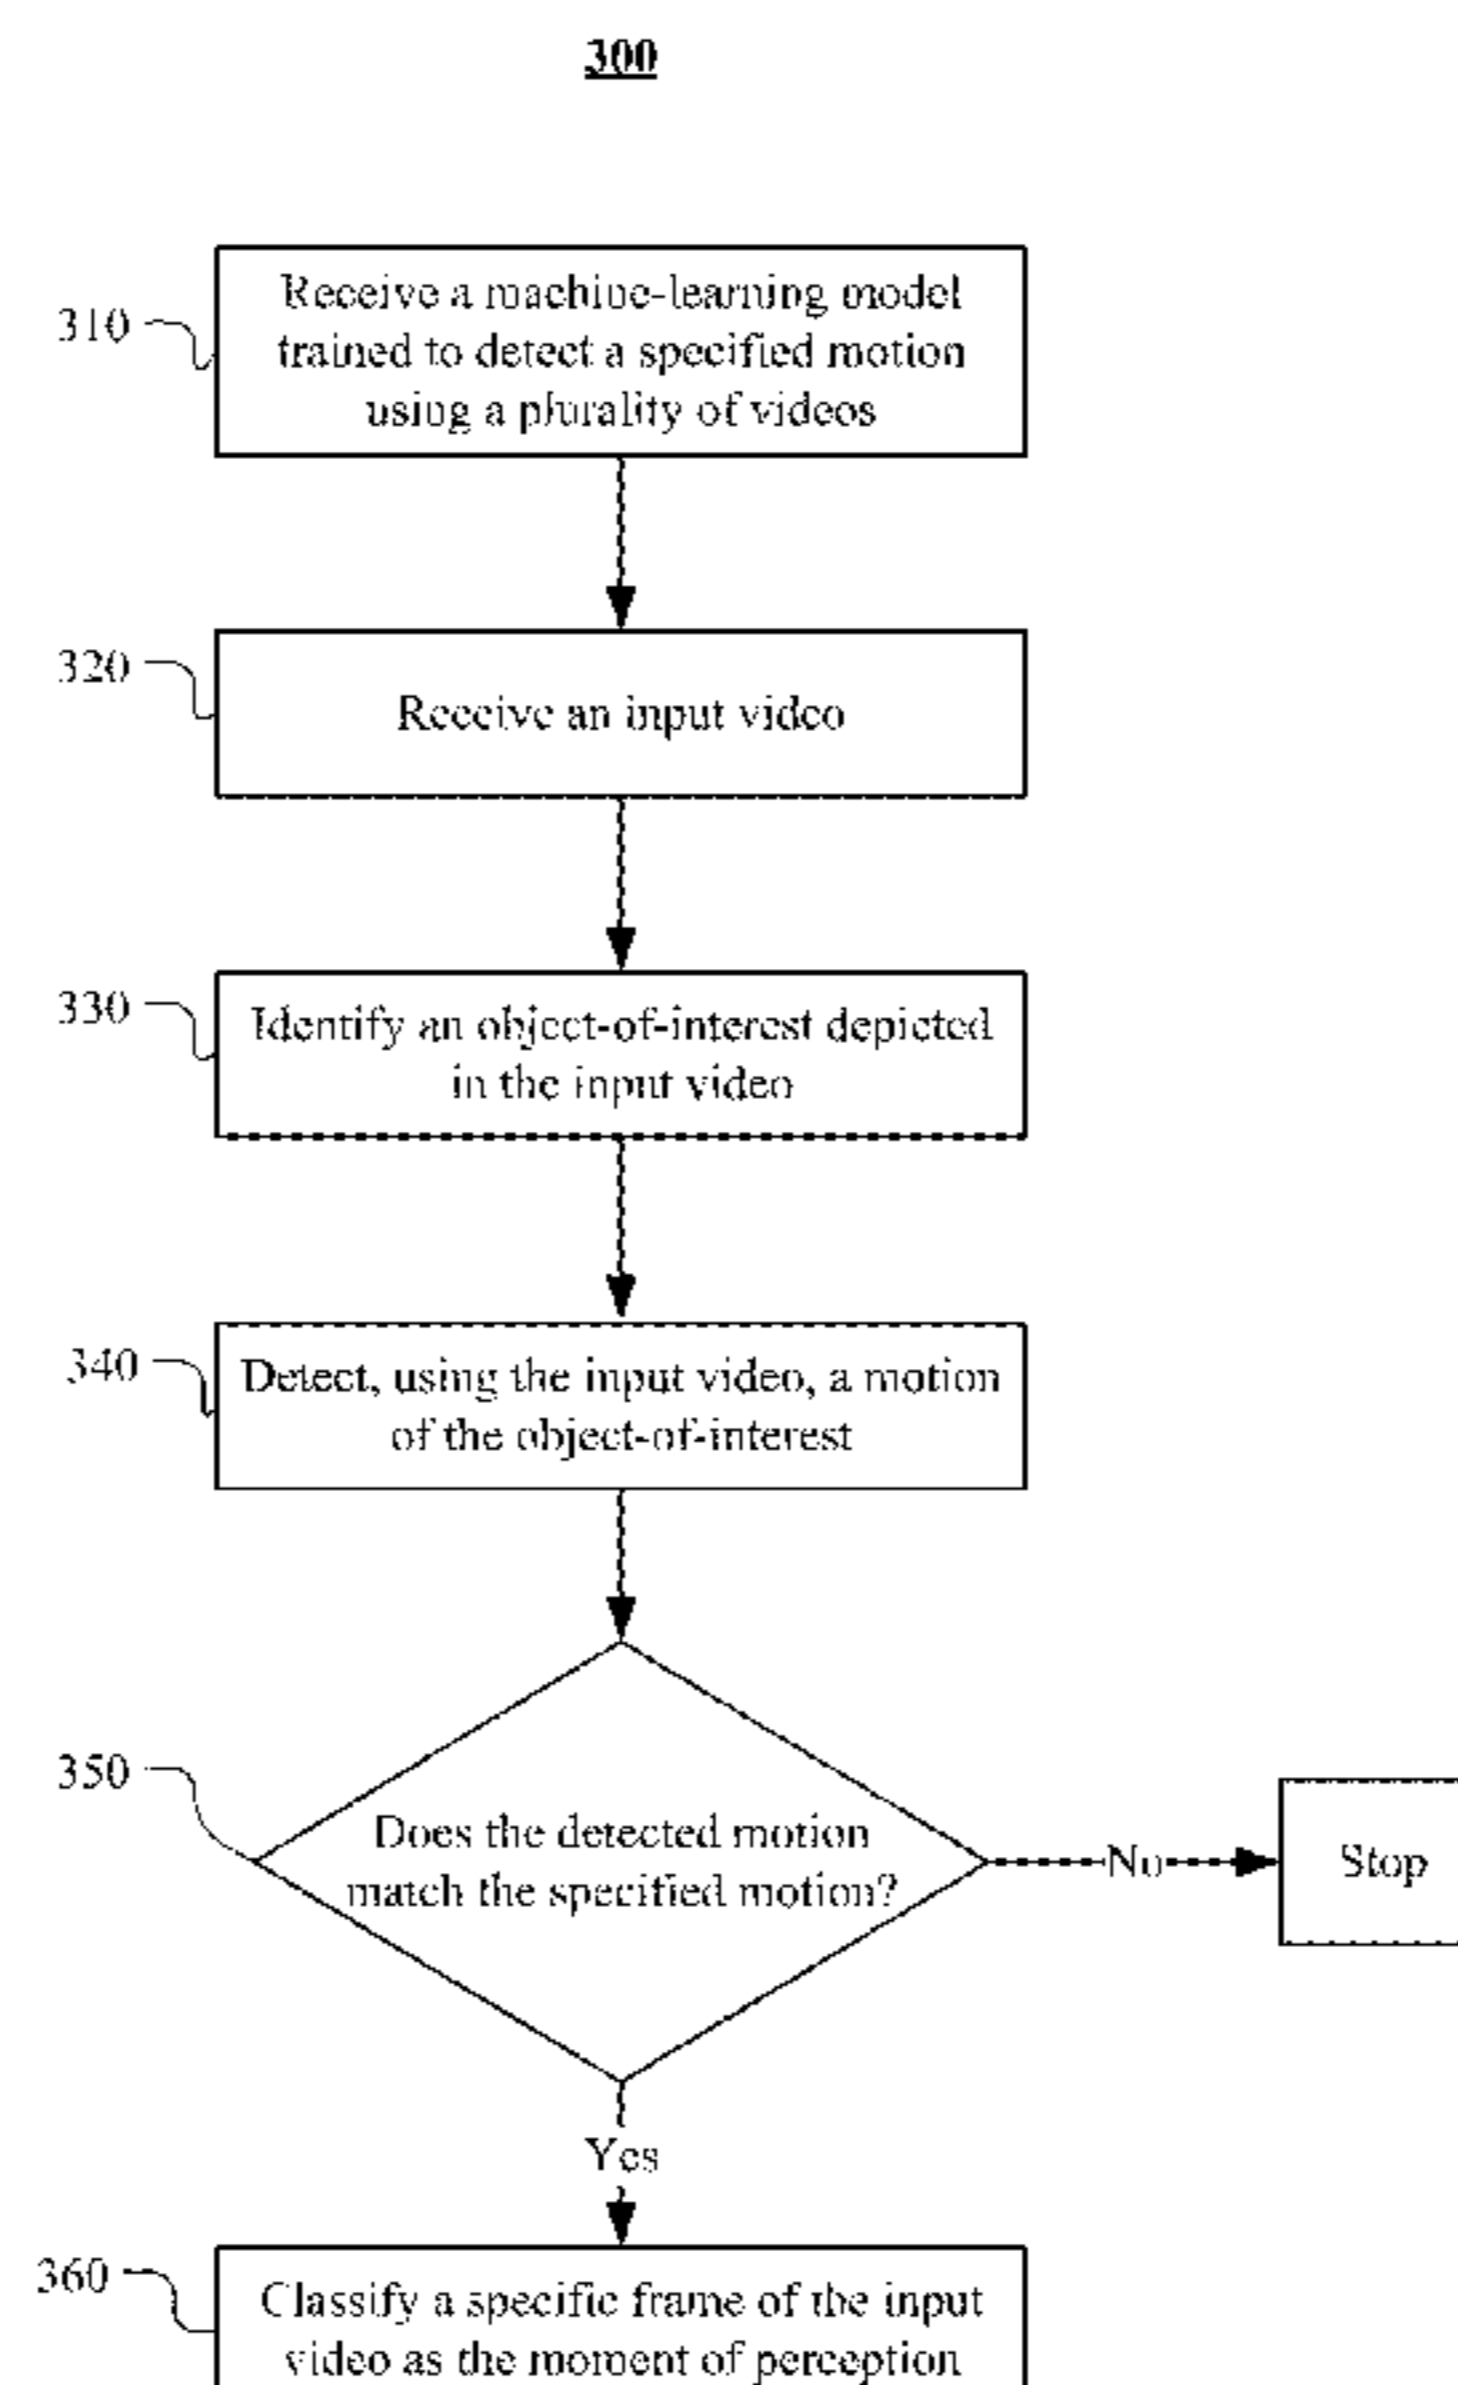 300
310
Receive a machine-learning model
trained to detect a specified motion
using a plurality of videos
320
Receive an input video
330
Identify an object-of-interest depicted
in the input video
340
Detect, using the input video, a motion
of the object-of-interest
350
Does the detected motion
match the specified motion?
No
Stop
Yes
360
Classify a specific frame of the input
video as the moment of perception